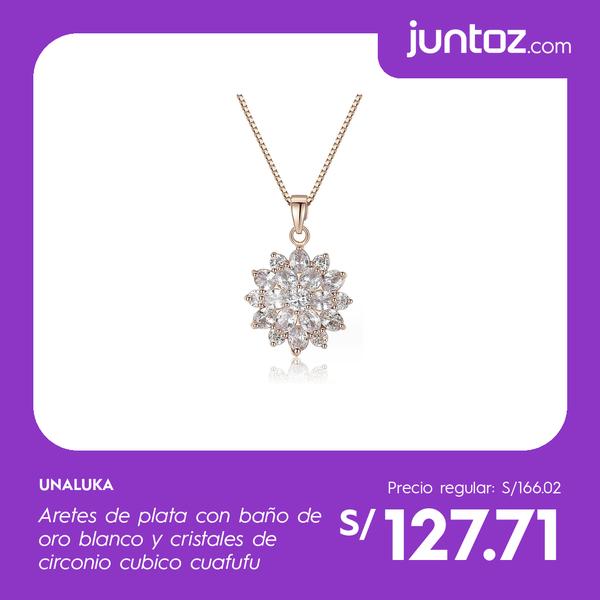 juntoz.com
UNALUKA
Aretes de plata con baño de
oro blanco y cristales de
circonio cubico cuafufu
Precio regular: S/166.02
S/127.71